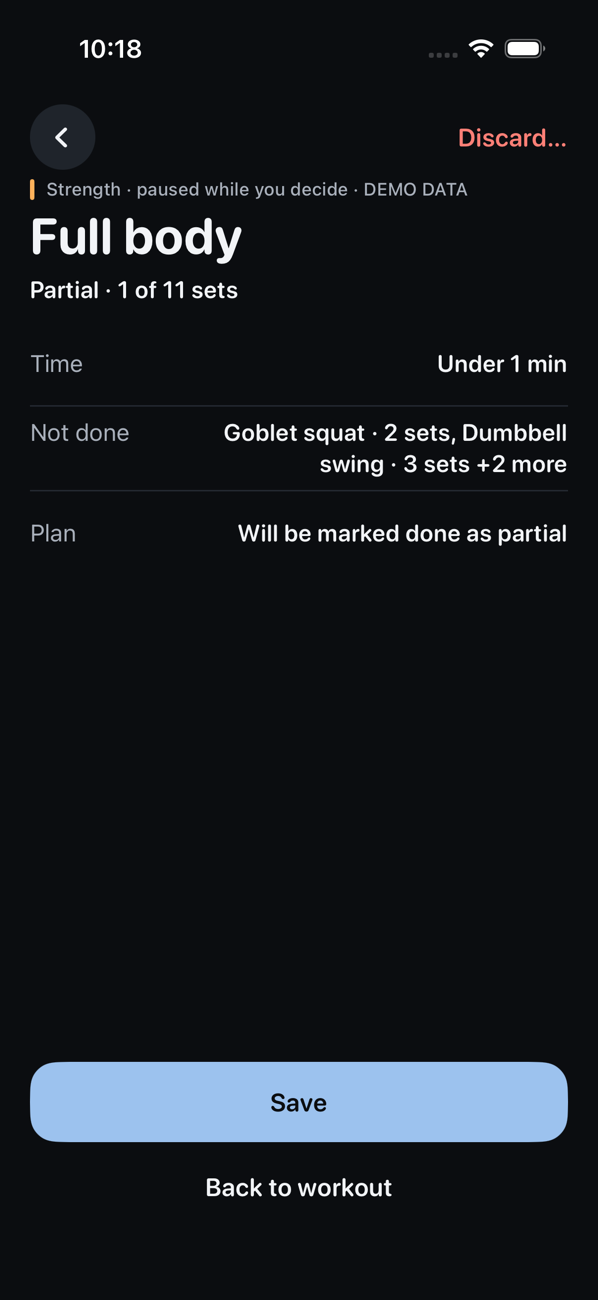 10:18
Discard...
Strength · paused while you decide · DEMO DATA
Full body
Partial · 1 of 11 sets
Time
Under 1 min
Not done
Goblet squat · 2 sets, Dumbbell
swing · 3 sets +2 more
Plan
Will be marked done as partial
Save
Back to workout